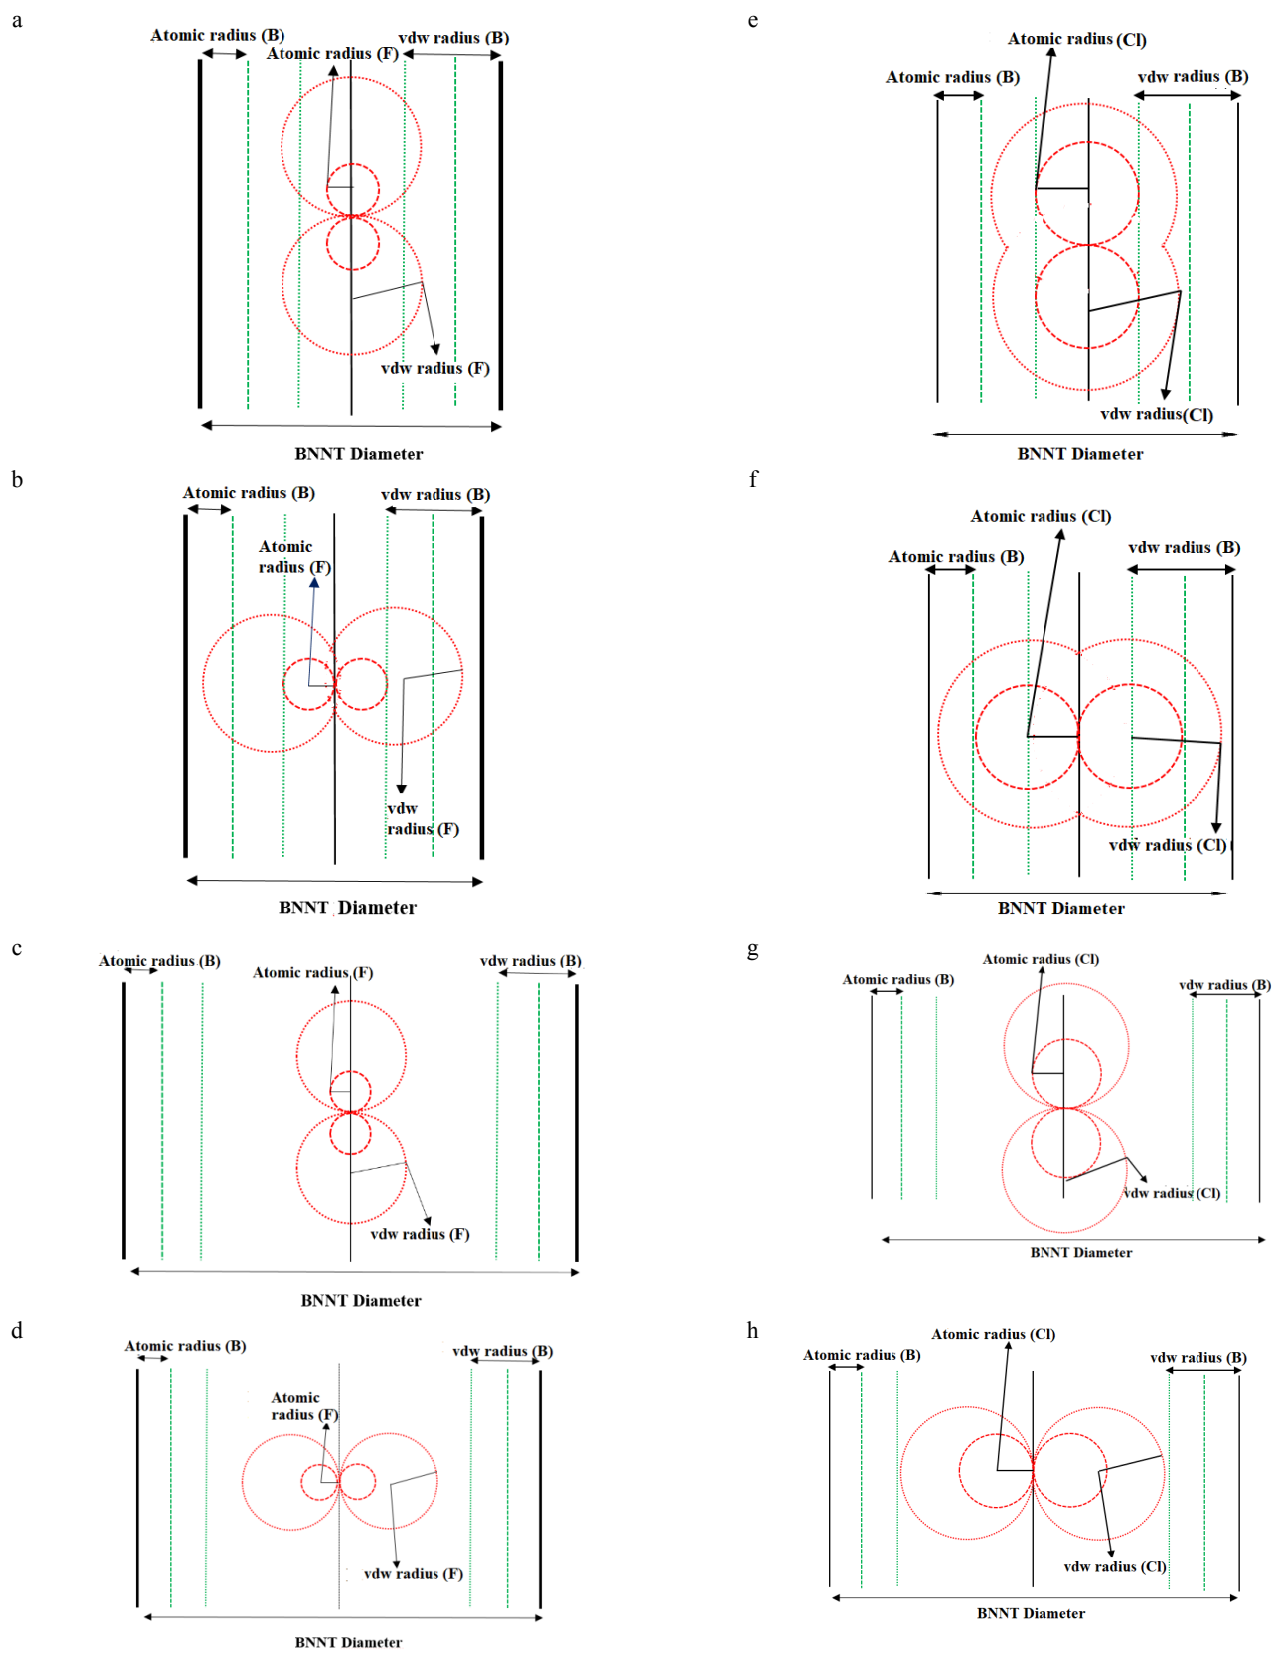 a
Atomic radius (B)
Atomic radius (F)
vdw radius (B)
vdw radius (F)
BNNT Diameter
b
Atomic radius (B)
vdw radius (B)
Atomic
radius (F)
vdw
radius (F)
BNNT Diameter
c
Atomic radius (B)
Atomic radius (F)
vdw radius (B)
vdw radius (F)
BNNT Diameter
d
Atomic radius (B)
vdw radius (B)
Atomic
radius (F)
vdw radius (F)
BNNT Diameter
e
Atomic radius (Cl)
Atomic radius (B)
vdw radius (B)
vdw radius (Cl)
BNNT Diameter
f
Atomic radius (Cl)
Atomic radius (B)
vdw radius (B)
vdw radius (Cl)
BNNT Diameter
g
Atomic radius (Cl)
Atomic radius (B)
vdw radius (B)
vdw radius (Cl)
BNNT Diameter
h
Atomic radius (Cl)
Atomic radius (B)
vdw radius (B)
vdw radius (Cl)
BNNT Diameter